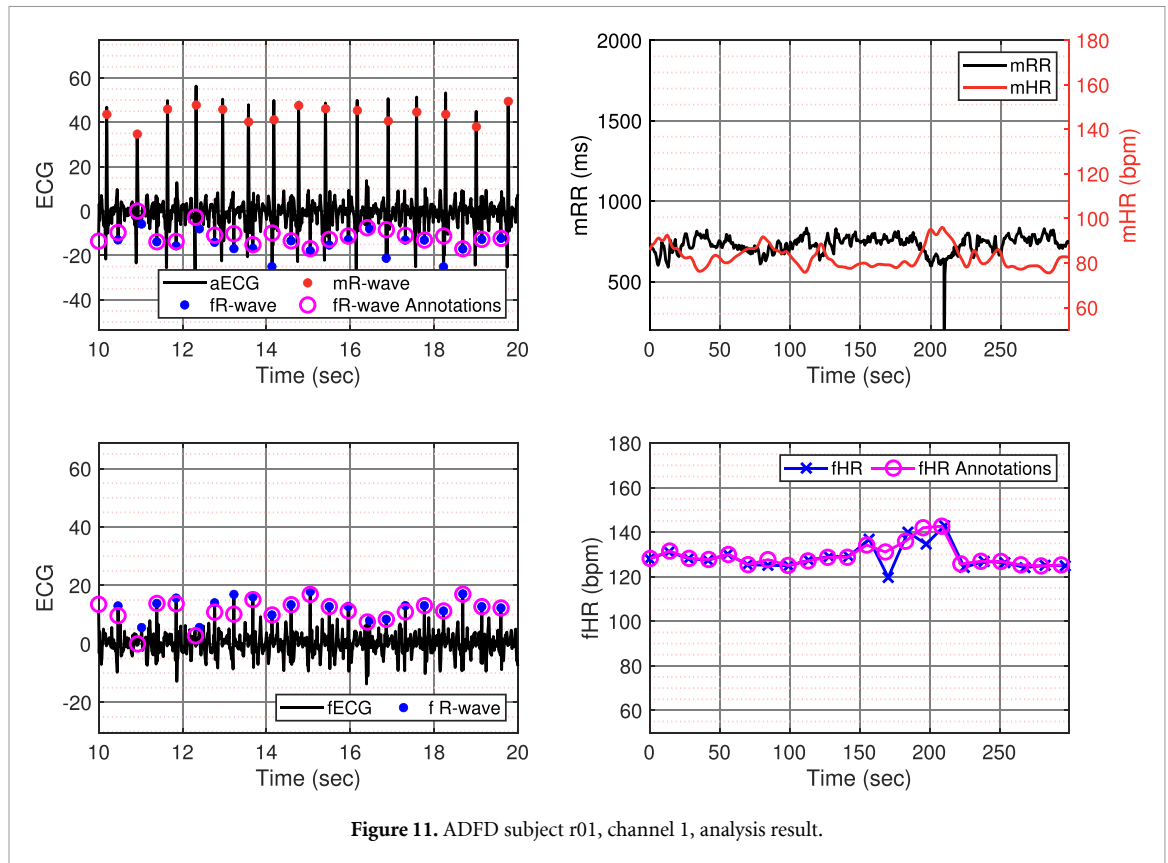 60
40
20
0
-20
-40
ECG
aECG
mR-wave
fR-wave
fR-wave Annotations
10 12 14 16 18 20
Time (sec)
2000
1500
1000
500
mRR (ms)
mRR
mHR
180
160
140
120
100
80
60
mHR (bpm)
0 50 100 150 200 250
Time (sec)
60
40
20
0
-20
ECG
fECG
f R-wave
10 12 14 16 18 20
Time (sec)
180
160
140
120
100
80
60
fHR (bpm)
fHR
fHR Annotations
0 50 100 150 200 250
Time (sec)
Figure 11. ADFD subject r01, channel 1, analysis result.